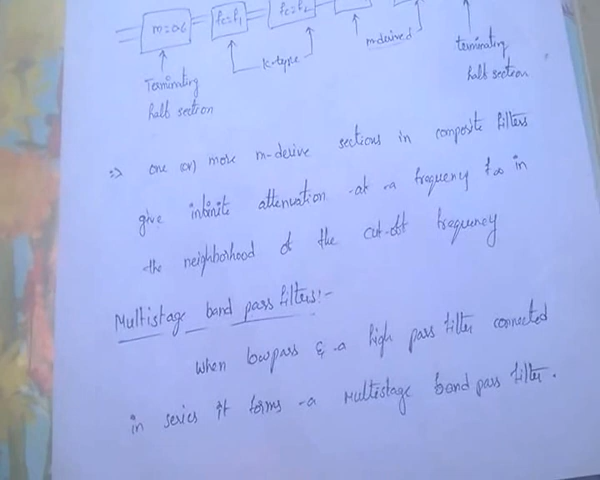 m=0.6
fc=f1
K-type
m-derived
Terminating
half section
terminating
half section
=> one (or) more m-derive sections in composite filters
give infinite attenuation at a frequency f∞ in
the neighborhood of the cut-off frequency
Multistage band pass filters:-
When lowpass & a high pass filter connected
in series it forms a Multistage band pass filter.